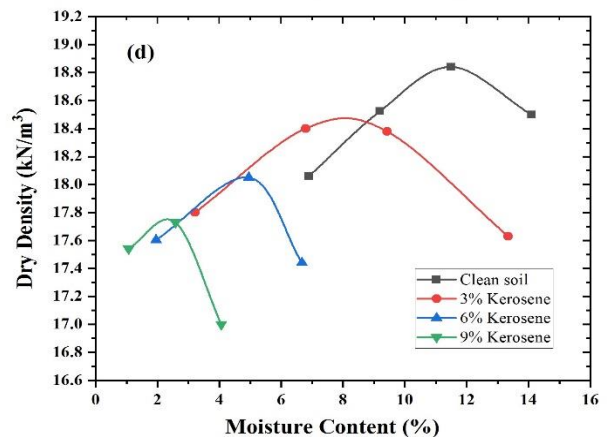 (d)
Dry Density (kN/m³)
19.2
19.0
18.8
18.6
18.4
18.2
18.0
17.8
17.6
17.4
17.2
17.0
16.8
16.6
Clean soil
3% Kerosene
6% Kerosene
9% Kerosene
0 2 4 6 8 10 12 14 16
Moisture Content (%)